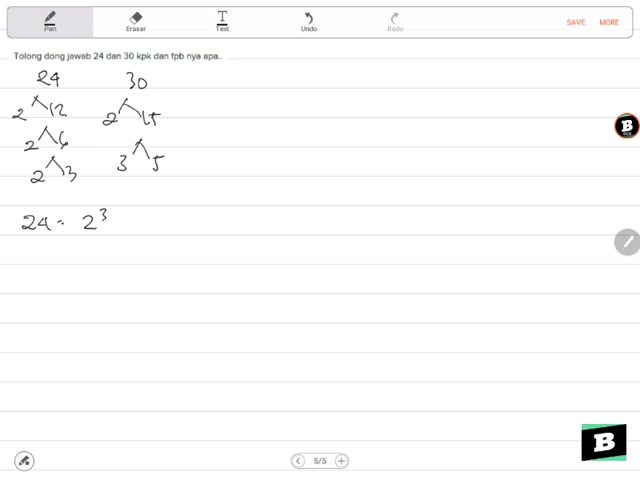 SAVE MORE
Pen Eraser Text Undo Redo
Tolong dong jawab 24 dan 30 kpk dan fpb nya apa..
24 30
2 12 2 15
2 6 3 5
2 3
24 = 2³
B
B
5/5